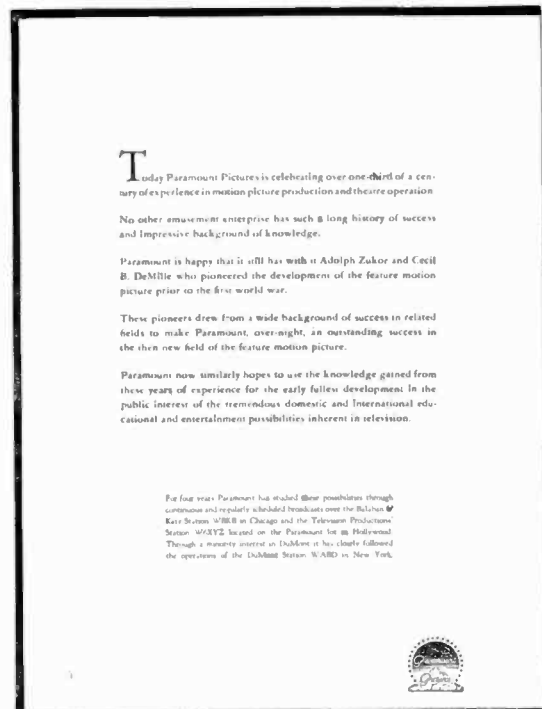 Today Paramount Pictures is celebrating over one-third of a cen-
tury of experience in motion picture production and theatre operation
No other amusement enterprise has such a long history of success
and impressive background of knowledge.
Paramount is happy that it still has with it Adolph Zukor and Cecil
B. DeMille who pioneered the development of the feature motion
picture prior to the first world war.
These pioneers drew from a wide background of success in related
fields to make Paramount, over-night, an outstanding success in
the then new field of the feature motion picture.
Paramount now similarly hopes to use the knowledge gained from
these years of experience for the early fullest development in the
public interest of the tremendous domestic and International edu-
cational and entertainment possibilities inherent in television.
For four years Paramount has studied these possibilities through
continuous and regularly scheduled broadcasts over the Balaban &
Katz Station WBKB in Chicago and the Television Productions'
Station W6XYZ located on the Paramount lot in Hollywood.
Through a minority interest in DuMont it has closely followed
the operations of the DuMont Station WABD in New York.
Paramount
Pictures